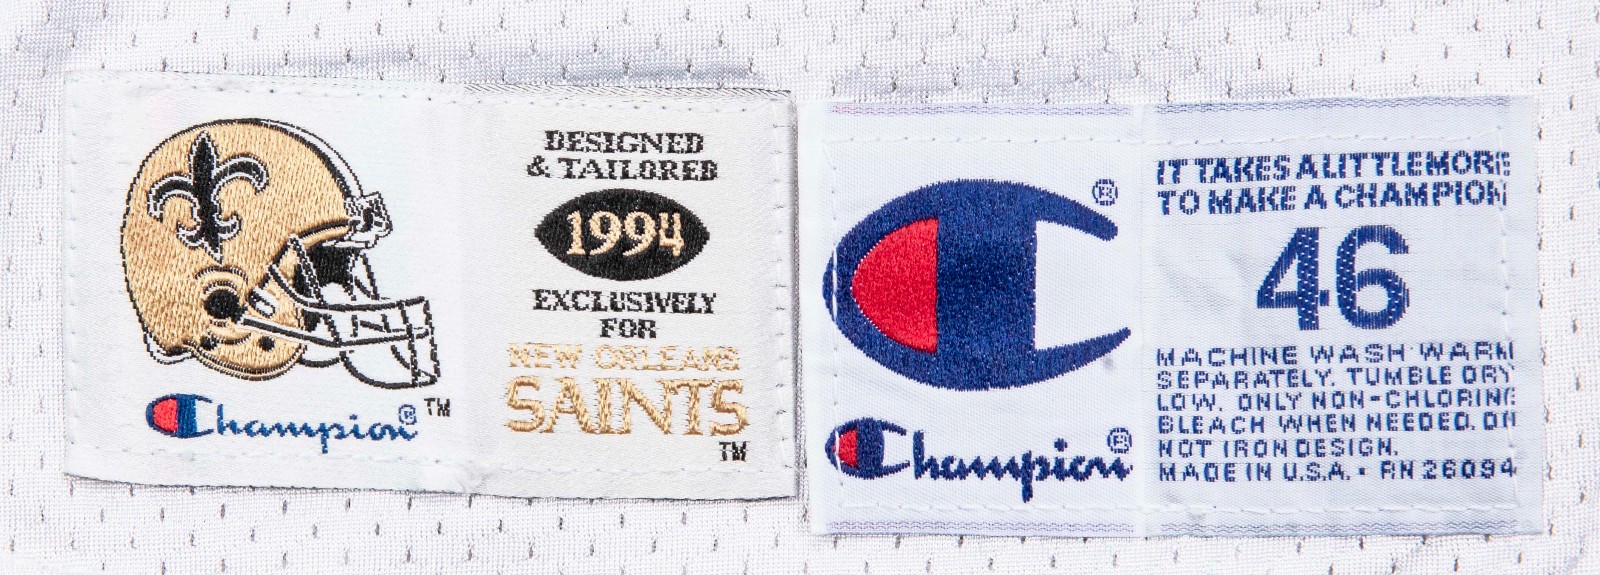 DESIGNED
& TAILORED
1994
EXCLUSIVELY
FOR
NEW ORLEANS
SAINTS
TM
Champion® TM
®
Champion®
IT TAKES A LITTLE MORE
TO MAKE A CHAMPION
46
MACHINE WASH WARM
SEPARATELY. TUMBLE DRY
LOW. ONLY NON-CHLORINE
BLEACH WHEN NEEDED. DO
NOT IRON DESIGN.
MADE IN U.S.A. • RN 26094